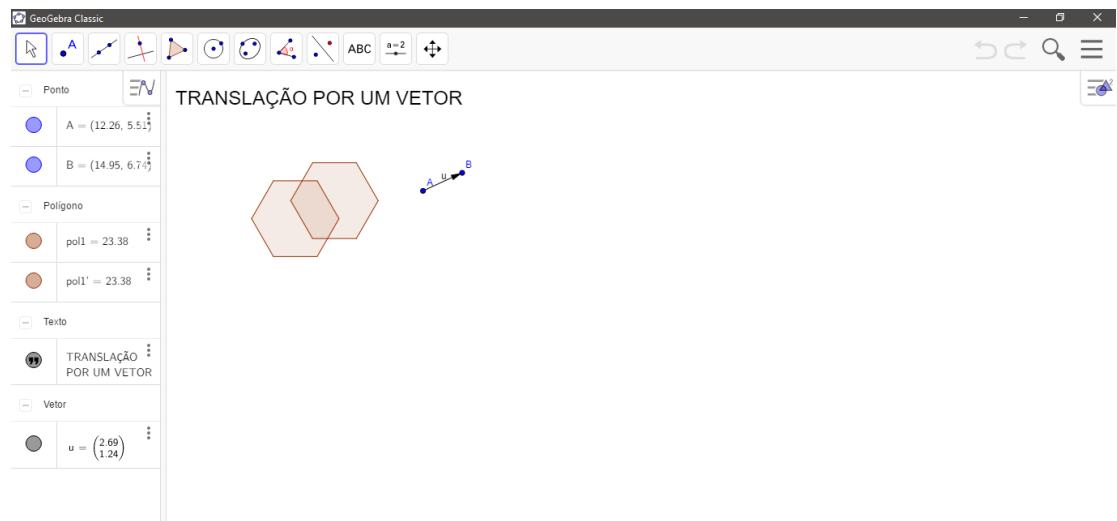 GeoGebra Classic
A
α
ABC
a=2
Ponto
TRANSLAÇÃO POR UM VETOR
A = (12.26, 5.51)
B = (14.95, 6.74)
B
u
A
Polígono
pol1 = 23.38
pol1' = 23.38
Texto
TRANSLAÇÃO
POR UM VETOR
Vetor
u = (2.69
1.24)